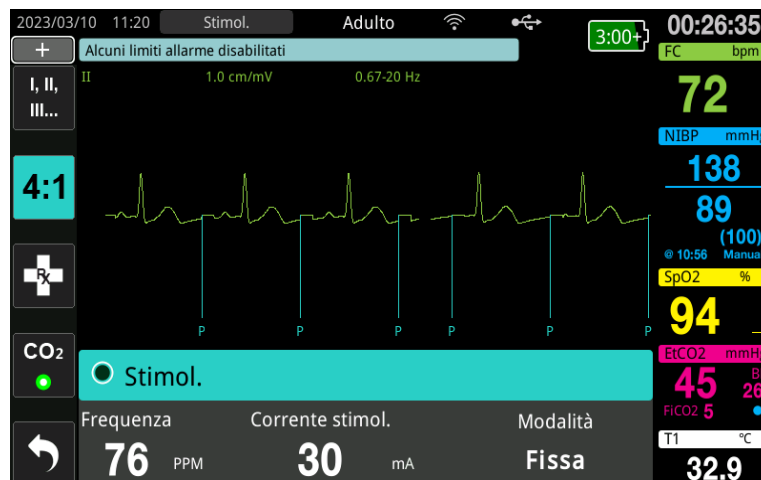 2023/03/10 11:20 Stimol. Adulto 3:00+ 00:26:35
+ Alcuni limiti allarme disabilitati FC bpm
II 1.0 cm/mV 0.67-20 Hz
I, II,
III...
72
NIBP mmHg
138
4:1
89
(100)
@ 10:56 Manua
Rx
SpO2 %
94
P P P P P P
CO2
EtCO2 mmHg
Stimol.
45 26
FiCO2 5
Frequenza Corrente stimol. Modalità
T1 °C
76 PPM 30 mA Fissa
32.9